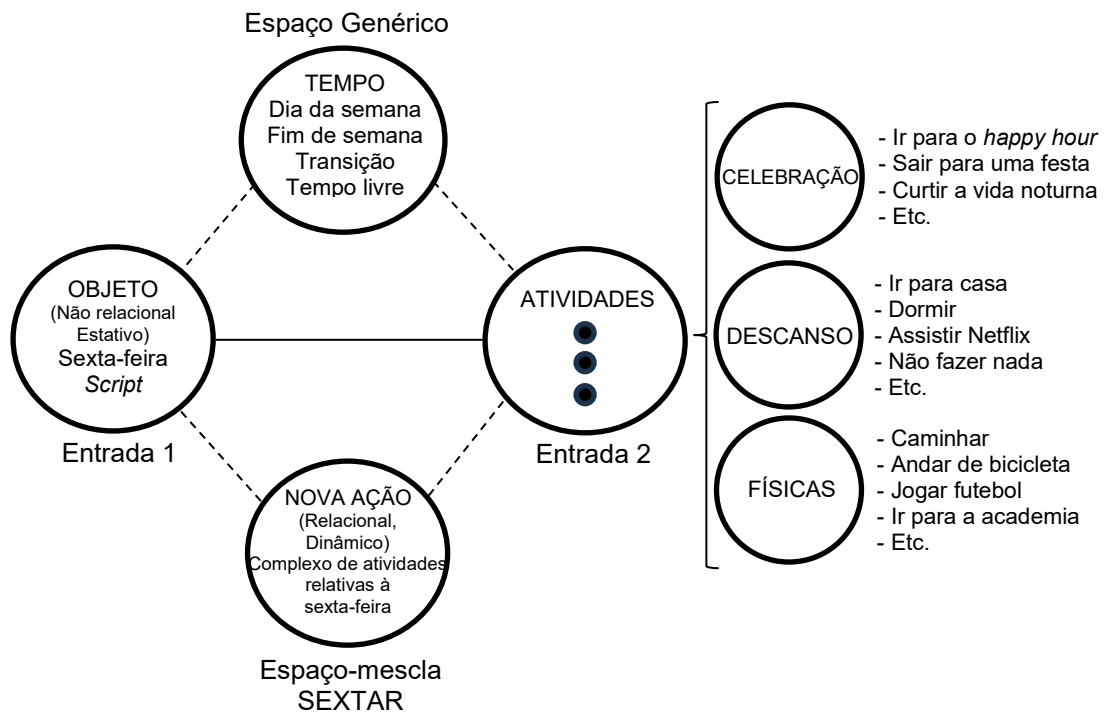 Espaço Genérico
TEMPO
Dia da semana
Fim de semana
Transição
Tempo livre
OBJETO
(Não relacional
Estativo)
Sexta-feira
Script
Entrada 1
ATIVIDADES
Entrada 2
NOVA AÇÃO
(Relacional,
Dinâmico)
Complexo de atividades
relativas à
sexta-feira
Espaço-mescla
SEXTAR
CELEBRAÇÃO
- Ir para o happy hour
- Sair para uma festa
- Curtir a vida noturna
- Etc.
DESCANSO
- Ir para casa
- Dormir
- Assistir Netflix
- Não fazer nada
- Etc.
FÍSICAS
- Caminhar
- Andar de bicicleta
- Jogar futebol
- Ir para a academia
- Etc.